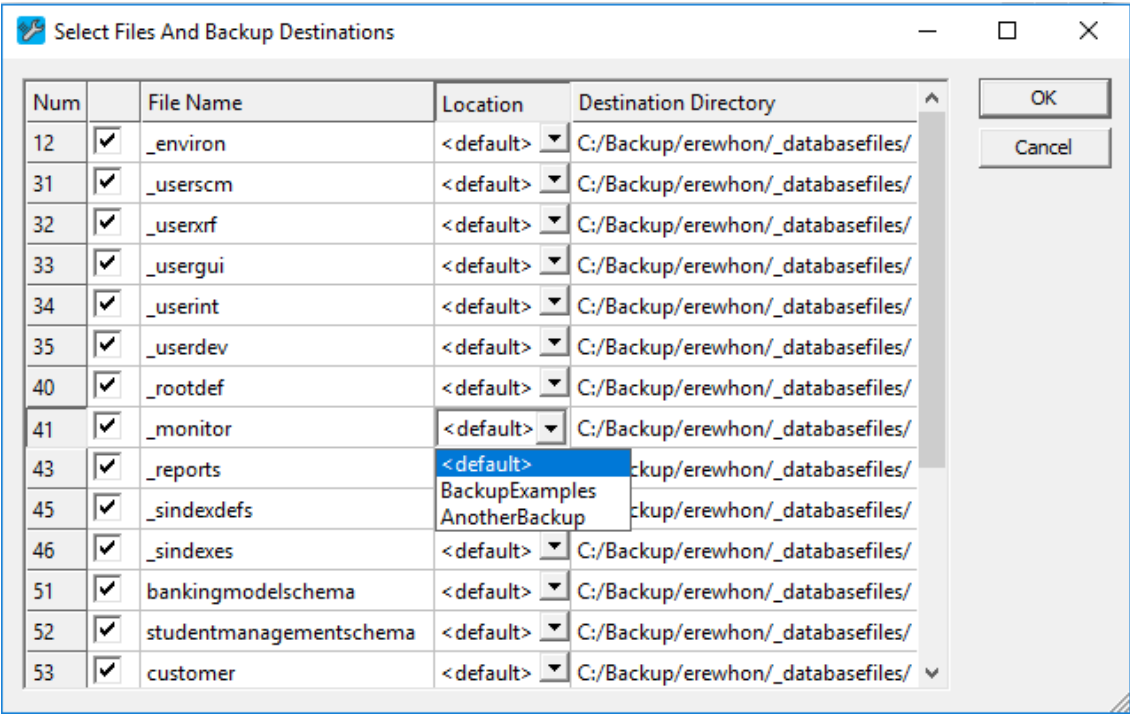 Select Files And Backup Destinations
Num File Name Location Destination Directory
12 _environ <default> C:/Backup/erewhon/_databasefiles/
31 _userscm <default> C:/Backup/erewhon/_databasefiles/
32 _userxrf <default> C:/Backup/erewhon/_databasefiles/
33 _usergui <default> C:/Backup/erewhon/_databasefiles/
34 _userint <default> C:/Backup/erewhon/_databasefiles/
35 _userdev <default> C:/Backup/erewhon/_databasefiles/
40 _rootdef <default> C:/Backup/erewhon/_databasefiles/
41 _monitor <default> C:/Backup/erewhon/_databasefiles/
43 _reports <default> ckup/erewhon/_databasefiles/
BackupExamples
45 _sindexdefs AnotherBackup ckup/erewhon/_databasefiles/
46 _sindexes <default> C:/Backup/erewhon/_databasefiles/
51 bankingmodelschema <default> C:/Backup/erewhon/_databasefiles/
52 studentmanagementschema <default> C:/Backup/erewhon/_databasefiles/
53 customer <default> C:/Backup/erewhon/_databasefiles/
OK
Cancel